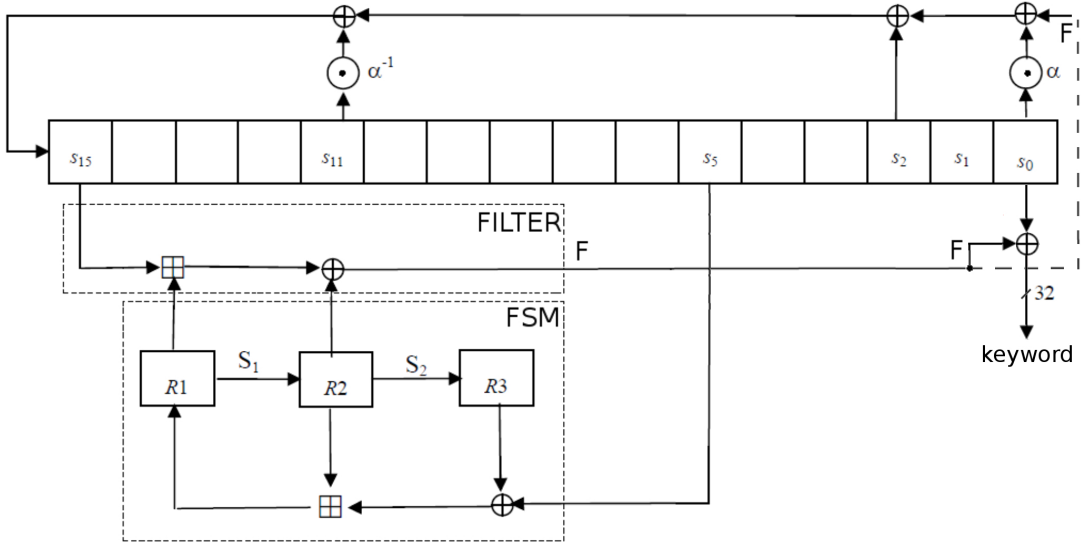 F
α⁻¹
α
s₁₅ s₁₁ s₅ s₂ s₁ s₀
FILTER
F
F
32
FSM
keyword
S₁ S₂
R1 R2 R3